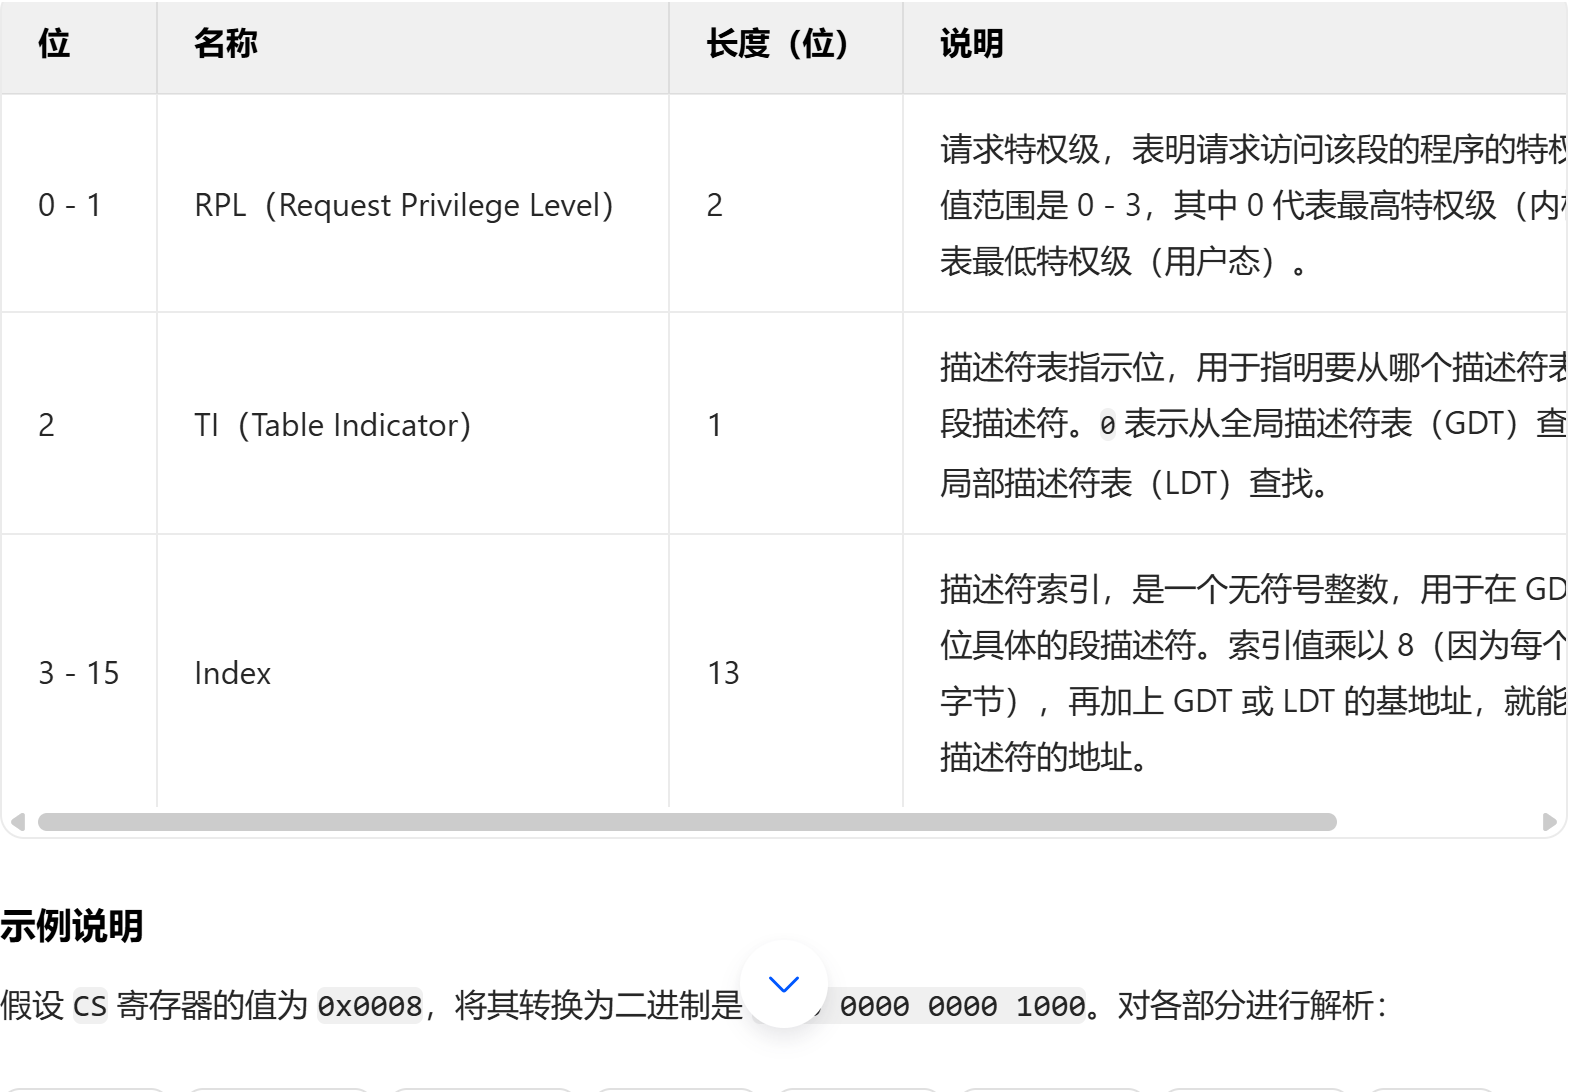 位 名称 长度（位） 说明
请求特权级，表明请求访问该段的程序的特权
0 - 1 RPL（Request Privilege Level） 2 值范围是 0 - 3，其中 0 代表最高特权级（内
表最低特权级（用户态）。
描述符表指示位，用于指明要从哪个描述符表
2 TI（Table Indicator） 1 段描述符。0 表示从全局描述符表（GDT）查
局部描述符表（LDT）查找。
描述符索引，是一个无符号整数，用于在 GD
位具体的段描述符。索引值乘以 8（因为每个
3 - 15 Index 13
字节），再加上 GDT 或 LDT 的基地址，就能
描述符的地址。
示例说明
假设 CS 寄存器的值为 0x0008，将其转换为二进制是 0000 0000 1000。对各部分进行解析：